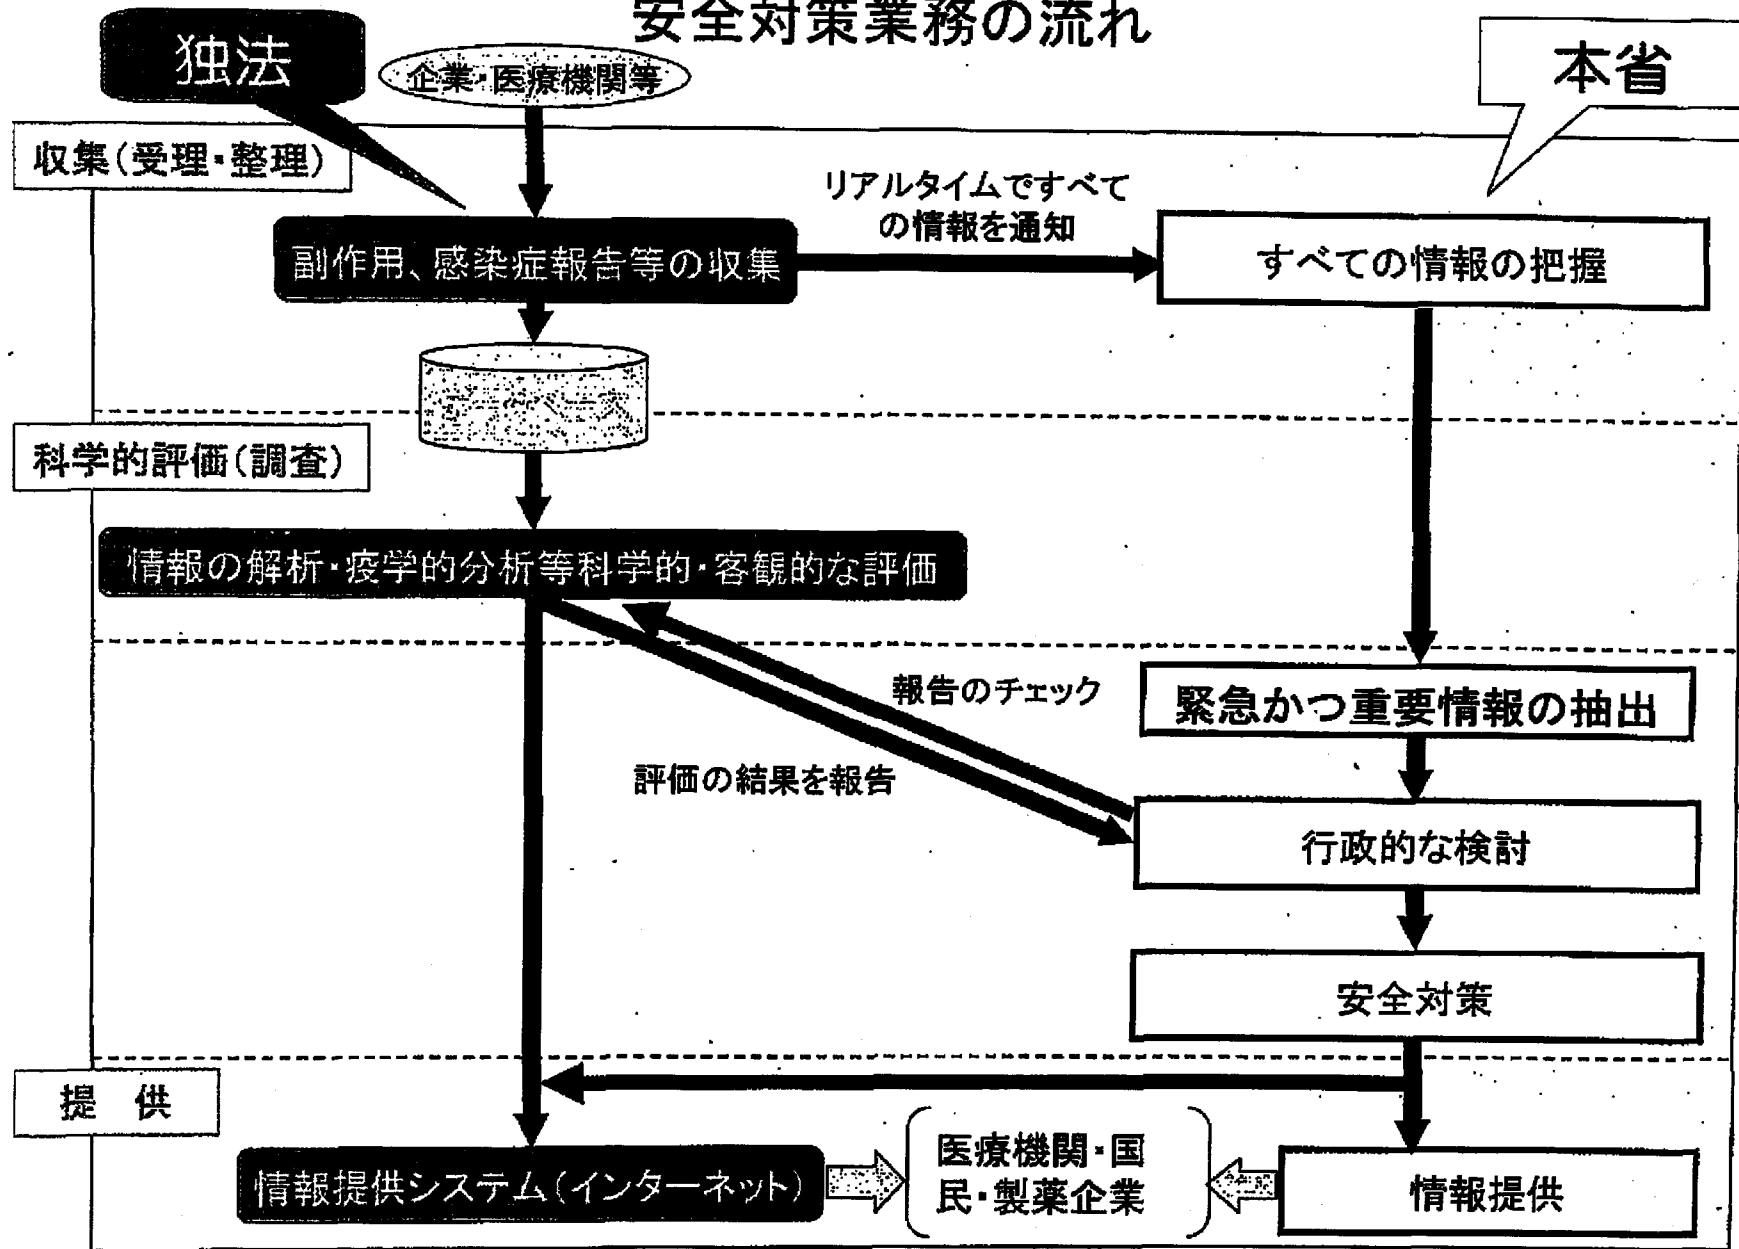 安全対策業務の流れ
独法
企業・医療機関等
本省
収集(受理・整理)
リアルタイムですべて
の情報を通知
副作用、感染症報告等の収集
すべての情報の把握
データベース
科学的評価(調査)
情報の解析・疫学的分析等科学的・客観的な評価
報告のチェック
緊急かつ重要情報の抽出
評価の結果を報告
行政的な検討
安全対策
提 供
医療機関・国
民・製薬企業
情報提供システム(インターネット)
情報提供